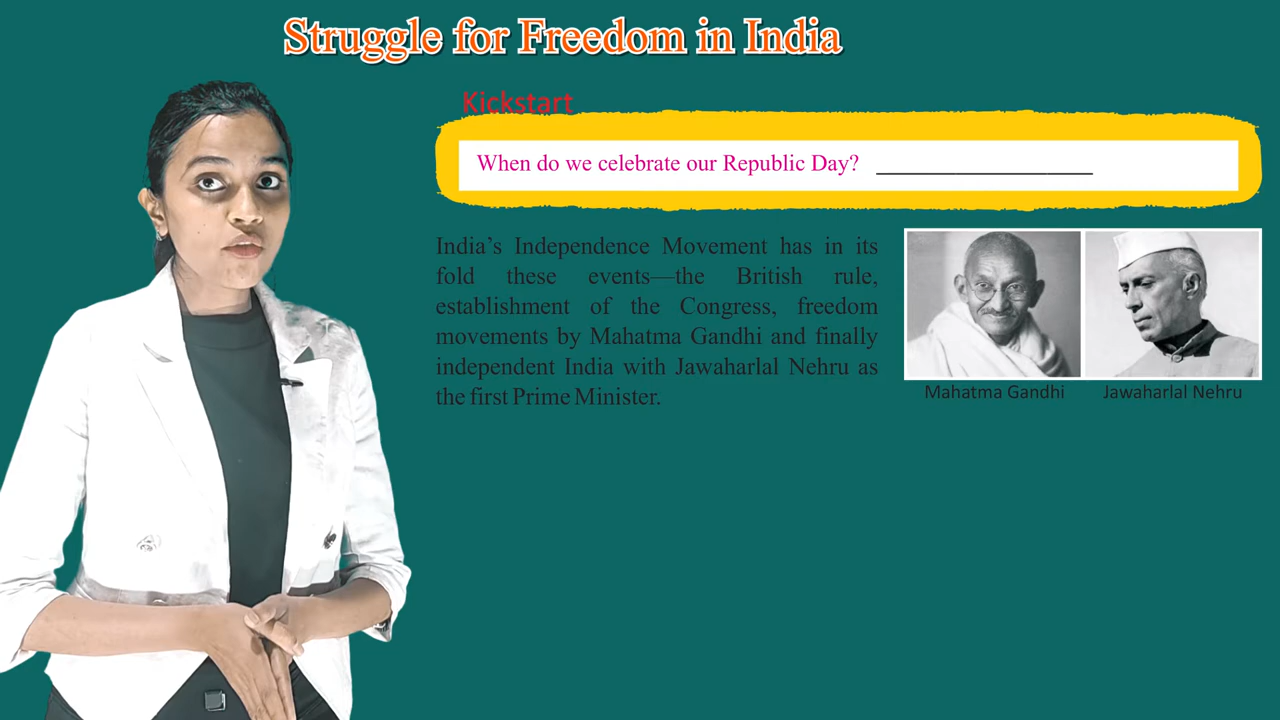 Struggle for Freedom in India
Kickstart
When do we celebrate our Republic Day? ____________________
India’s Independence Movement has in its
fold these events—the British rule,
establishment of the Congress, freedom
movements by Mahatma Gandhi and finally
independent India with Jawaharlal Nehru as
the first Prime Minister.
Mahatma Gandhi
Jawaharlal Nehru